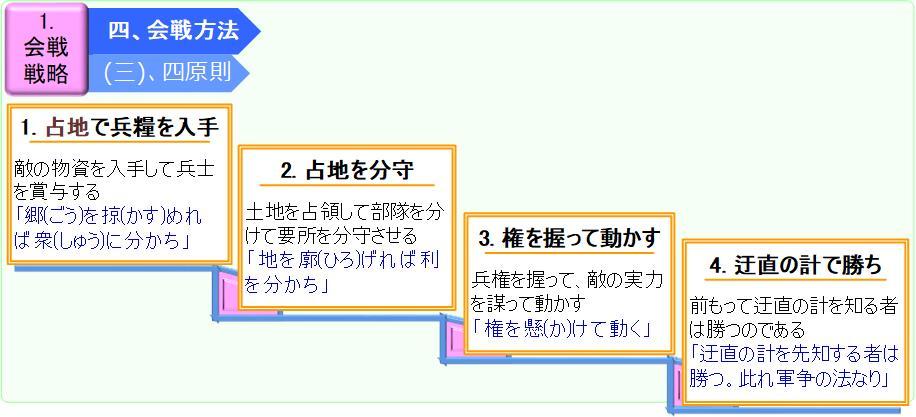 1.
会戦
戦略
四、会戦方法
(三)、四原則
1. 占地で兵糧を入手
敵の物資を入手して兵士
を賞与する
「郷(ごう)を掠(かす)めれ
ば衆(しゅう)に分かち」
2. 占地を分守
土地を占領して部隊を分
けて要所を分守させる
「地を廓(ひろ)げれば利
を分かち」
3. 権を握って動かす
兵権を握って、敵の実力
を謀って動かす
「権を懸(か)けて動く」
4. 迂直の計で勝ち
前もって迂直の計を知る者
は勝つのである
「迂直の計を先知する者は
勝つ。此れ軍争の法なり」